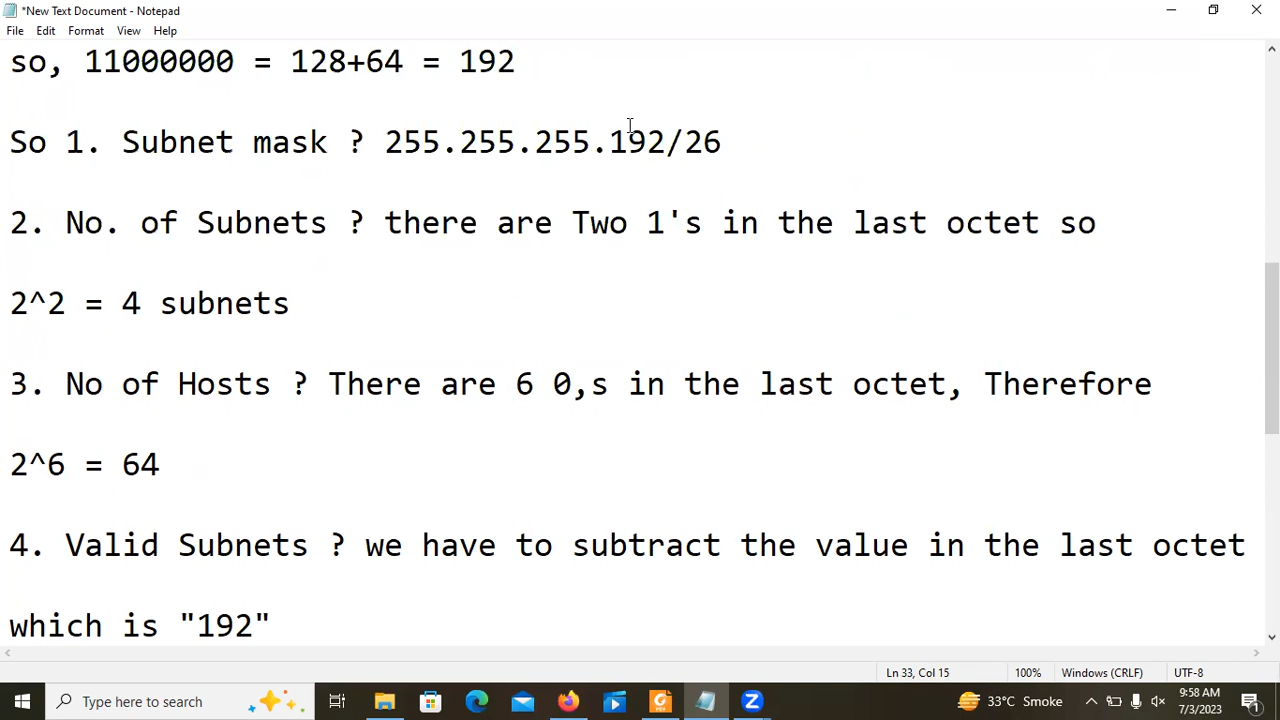 *New Text Document - Notepad
File Edit Format View Help
so, 11000000 = 128+64 = 192
So 1. Subnet mask ? 255.255.255.192/26
2. No. of Subnets ? there are Two 1's in the last octet so
2^2 = 4 subnets
3. No of Hosts ? There are 6 0,s in the last octet, Therefore
2^6 = 64
4. Valid Subnets ? we have to subtract the value in the last octet
which is "192"
Ln 33, Col 15 100% Windows (CRLF) UTF-8
Type here to search
33°C Smoke
9:58 AM
7/3/2023
1